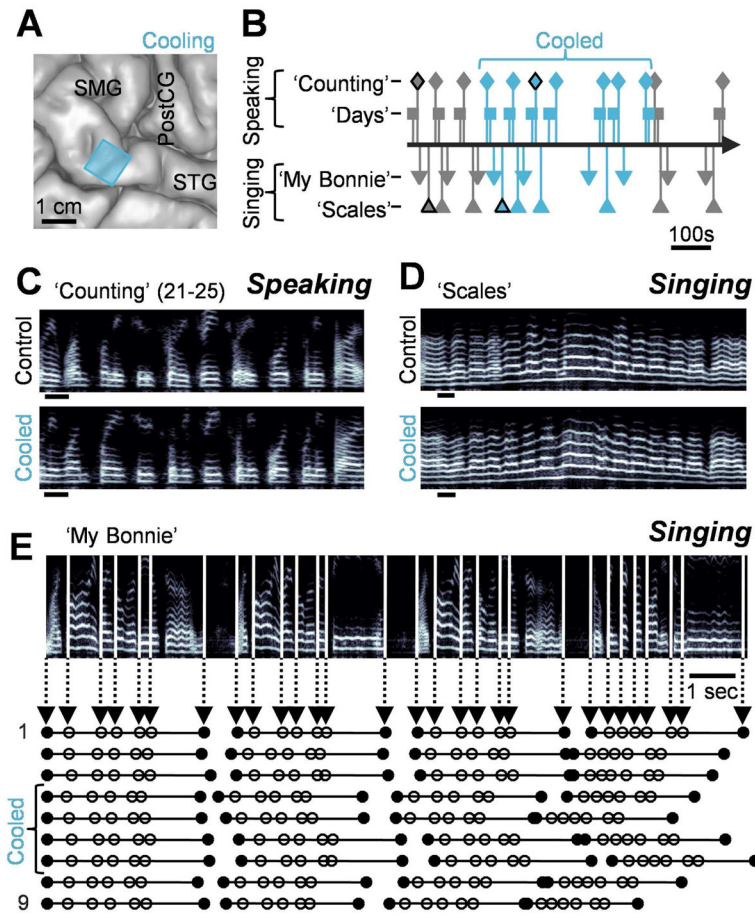 A
Cooling
SMG
PostCG
STG
1 cm
B
Cooled
Speaking
'Counting'
'Days'
Singing
'My Bonnie'
'Scales'
100s
C
'Counting' (21-25)
Speaking
Control
Cooled
D
'Scales'
Singing
Control
Cooled
E
'My Bonnie'
Singing
1 sec
1
Cooled
9